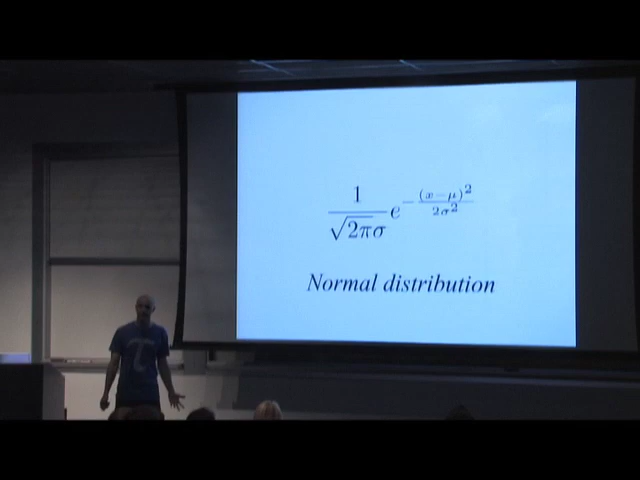 1/(√2πσ) e^−(x−μ)²/2σ²
Normal distribution
τ